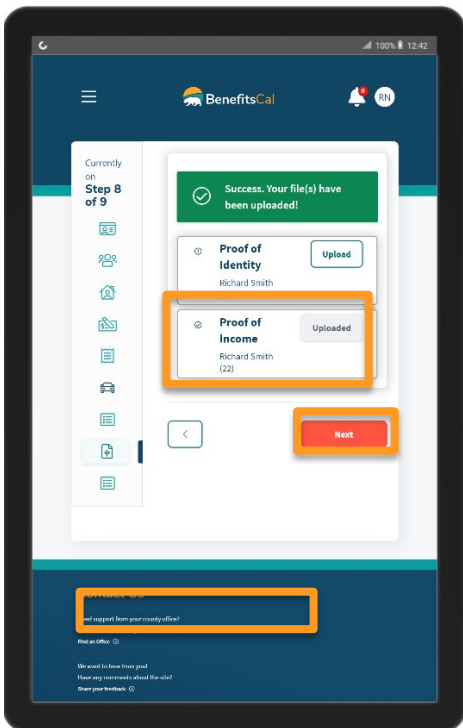 100% 12:42
BenefitsCal
RN
Currently
on
Step 8
of 9
Success. Your file(s) have
been uploaded!
Proof of
Identity
Richard Smith
Upload
Proof of
Income
Richard Smith
(22)
Uploaded
Next
Contact Us
Need support from your county office?
Find an Office
We want to hear from you!
Have any comments about the site?
Share your feedback